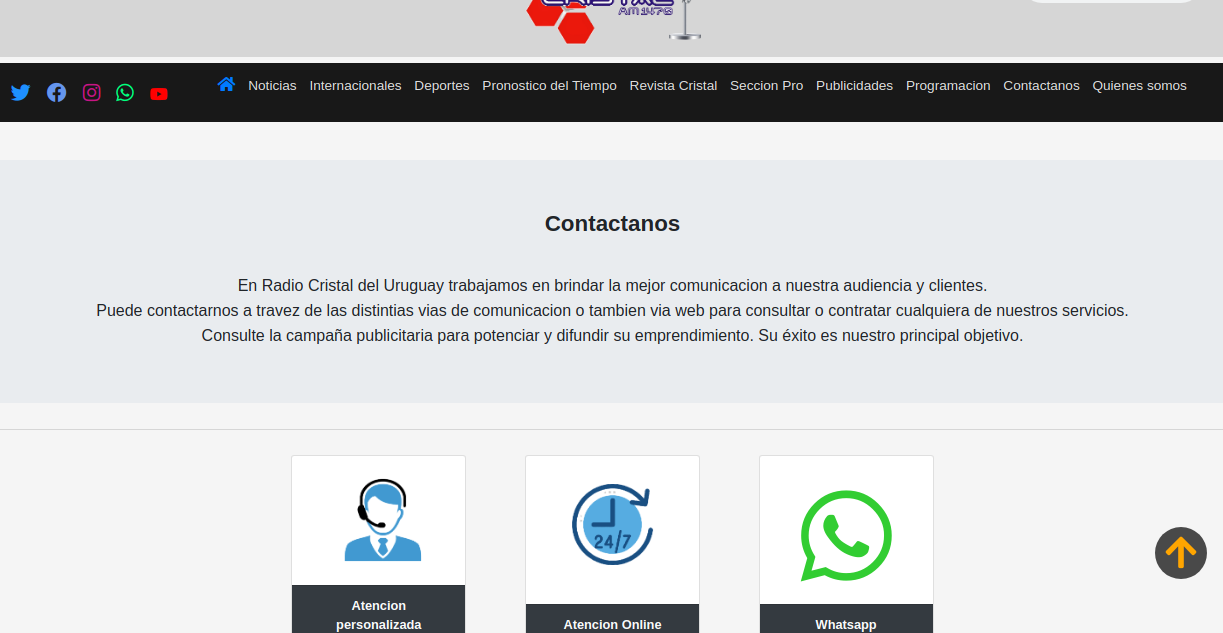 AM 1470
Noticias Internacionales Deportes Pronostico del Tiempo Revista Cristal Seccion Pro Publicidades Programacion Contactanos Quienes somos
Contactanos
En Radio Cristal del Uruguay trabajamos en brindar la mejor comunicacion a nuestra audiencia y clientes.
Puede contactarnos a travez de las distintias vias de comunicacion o tambien via web para consultar o contratar cualquiera de nuestros servicios.
Consulte la campaña publicitaria para potenciar y difundir su emprendimiento. Su éxito es nuestro principal objetivo.
24/7
Atencion
personalizada
Atencion Online
Whatsapp